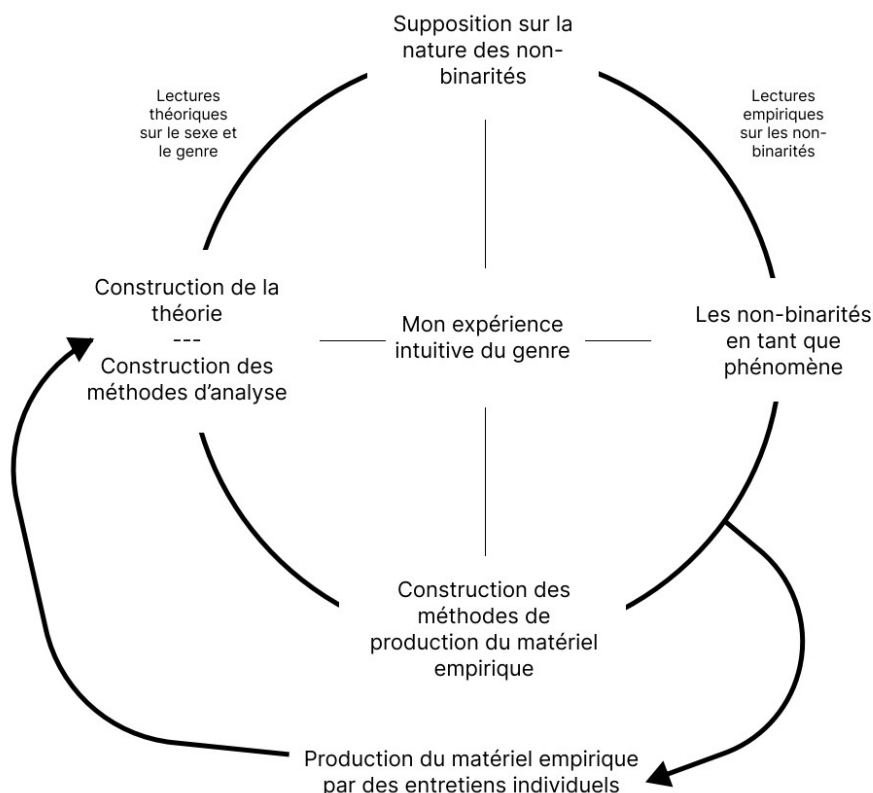 Supposition sur la
nature des non-
binarités
Lectures
théoriques
sur le sexe et
le genre
Lectures
empiriques
sur les non-
binarités
Construction de la
théorie
---
Construction des
méthodes d'analyse
Mon expérience
intuitive du genre
Les non-binarités
en tant que
phénomène
Construction des
méthodes de
production du matériel
empirique
Production du matériel empirique
par des entretiens individuels